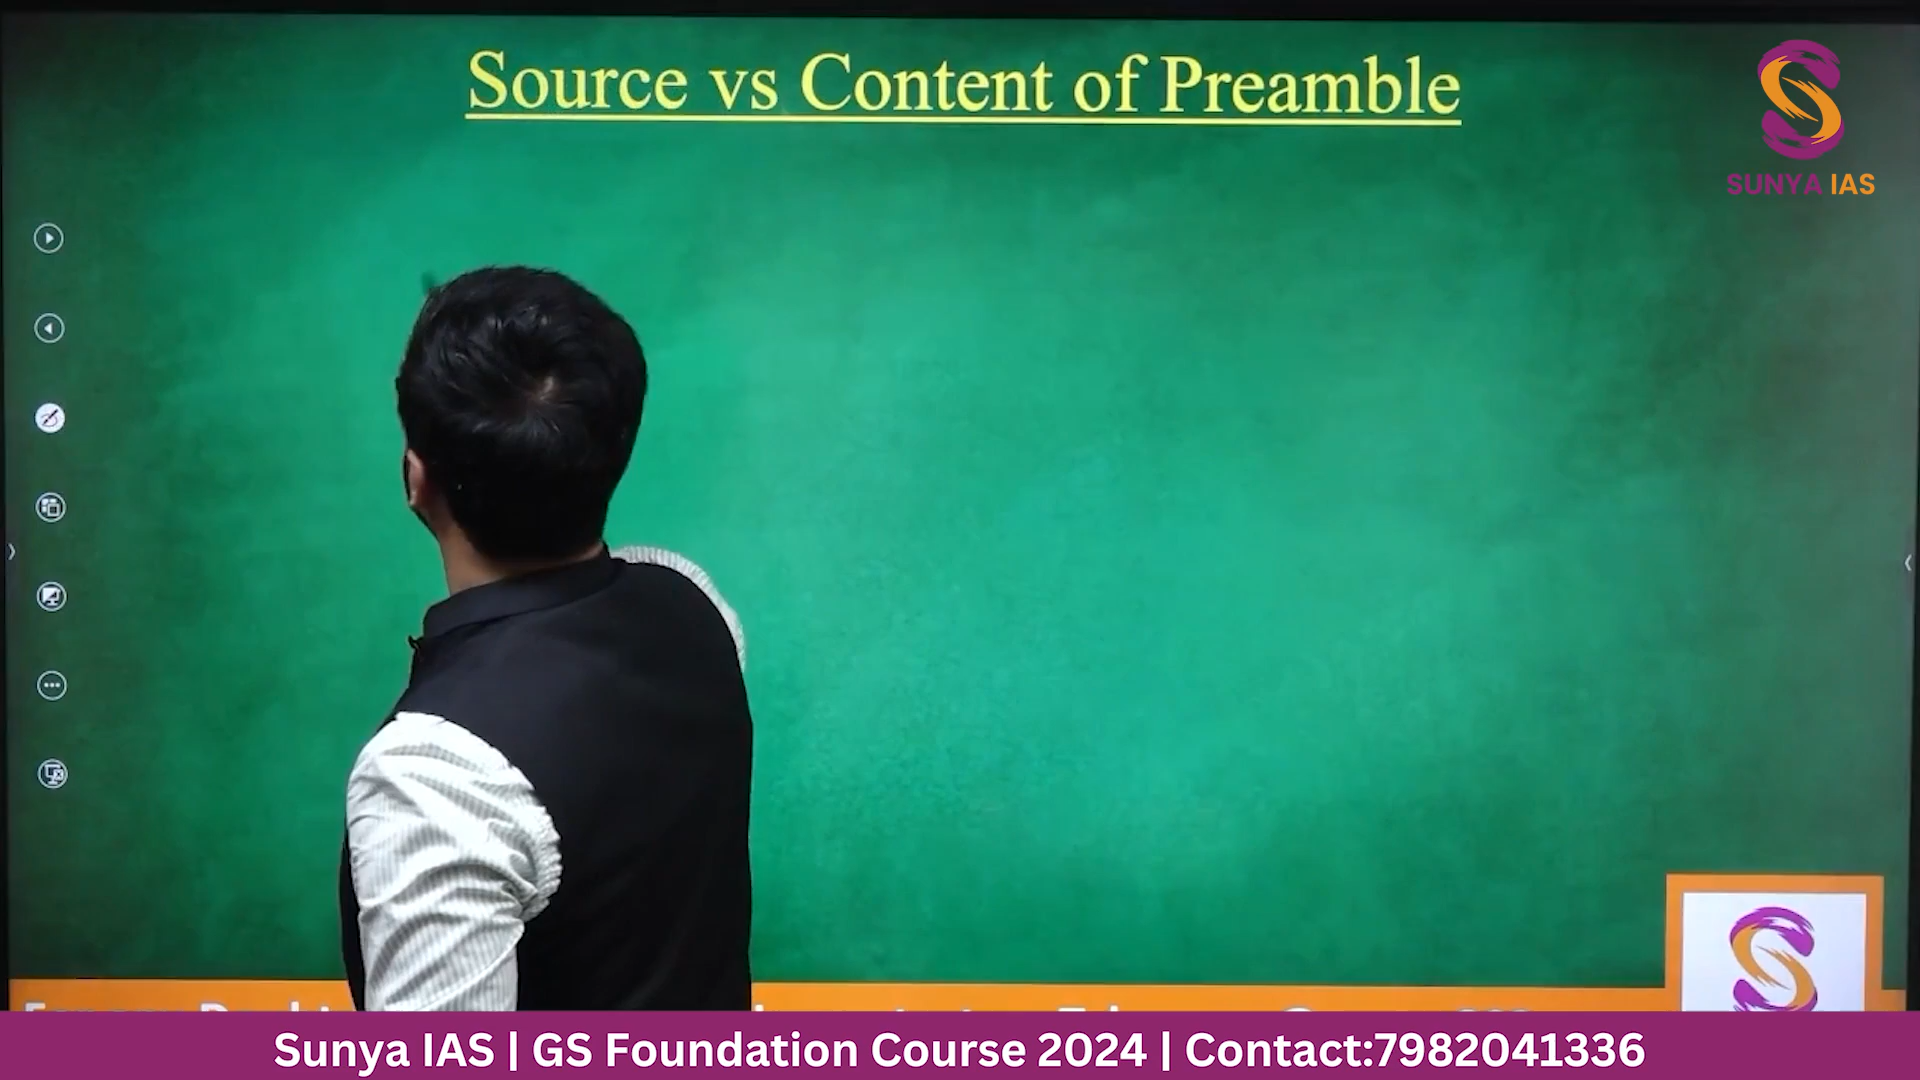 Source vs Content of Preamble
SUNYA IAS
Sunya IAS | GS Foundation Course 2024 | Contact:7982041336